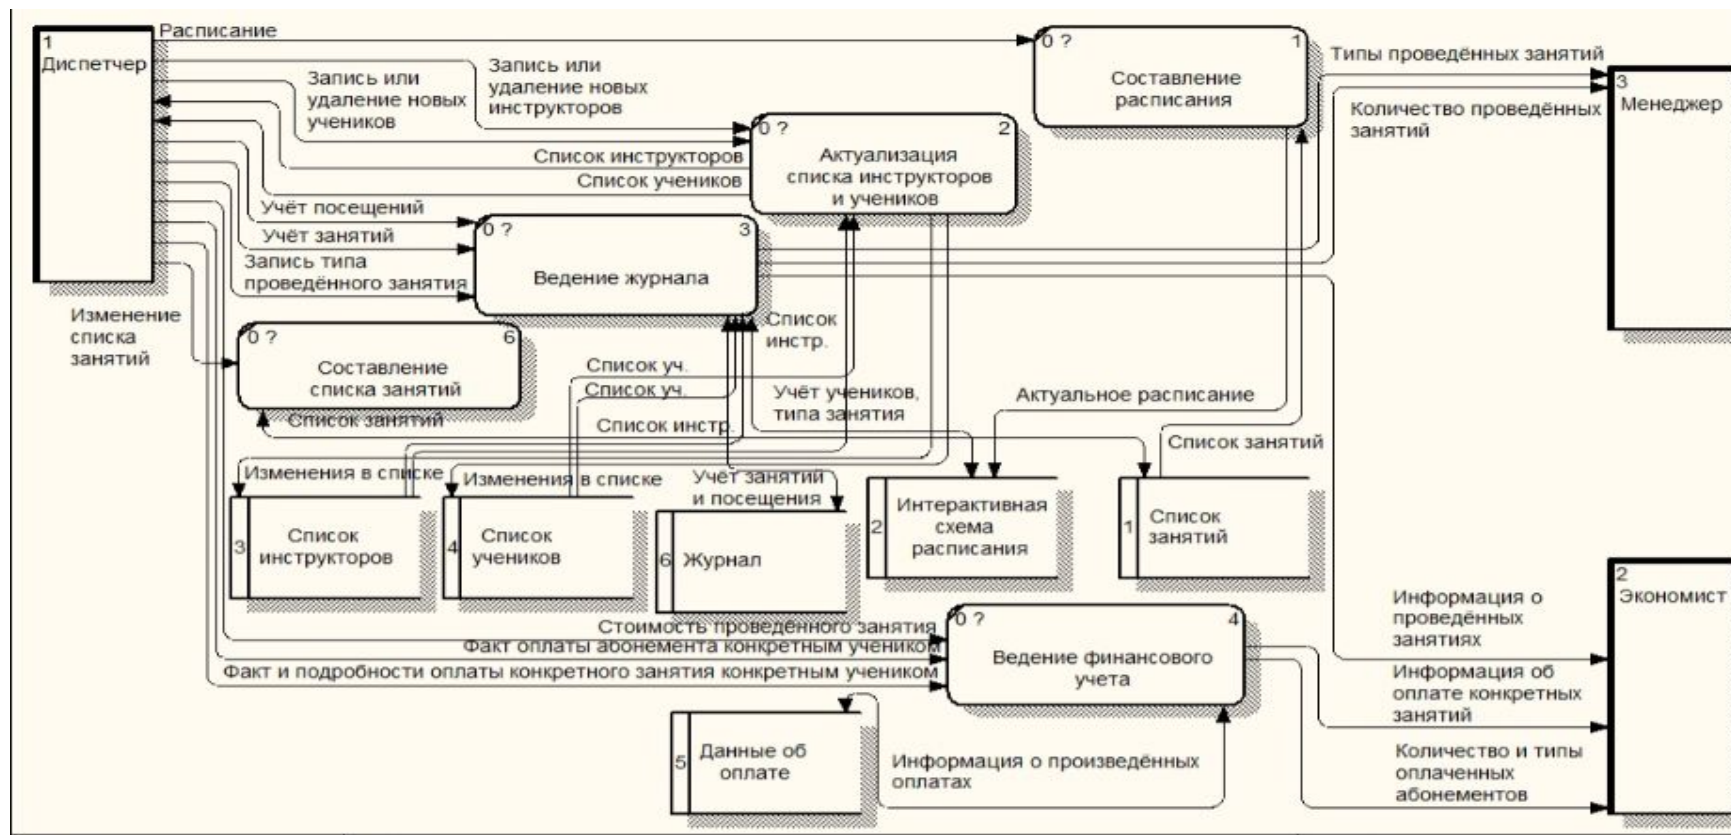 1
Диспетчер
Расписание
0 ?
1
Составление
расписания
Типы проведённых занятий
3
Менеджер
Количество проведённых
занятий
Запись или
удаление новых
учеников
Запись или
удаление новых
инструкторов
0 ?
2
Актуализация
списка инструкторов
и учеников
Список инструкторов
Список учеников
Учёт посещений
Учёт занятий
Запись типа
проведённого занятия
0 ?
3
Ведение журнала
Изменение
списка
занятий
0 ?
6
Составление
списка занятий
Список
инстр.
Список уч.
Список уч.
Учёт учеников,
типа занятия
Актуальное расписание
Список занятий
Список инстр.
Список занятий
Изменения в списке
Изменения в списке
Учёт занятий
и посещения
3
Список
инструкторов
4
Список
учеников
6
Журнал
2
Интерактивная
схема
расписания
1
Список
занятий
2
Экономист
Стоимость проведённого занятия
Факт оплаты абонемента конкретным учеником
Факт и подробности оплаты конкретного занятия конкретным учеником
0 ?
4
Ведение финансового
учета
Информация о
проведённых
занятиях
Информация об
оплате конкретных
занятий
Количество и типы
оплаченных
абонементов
5
Данные об
оплате
Информация о произведённых
оплатах